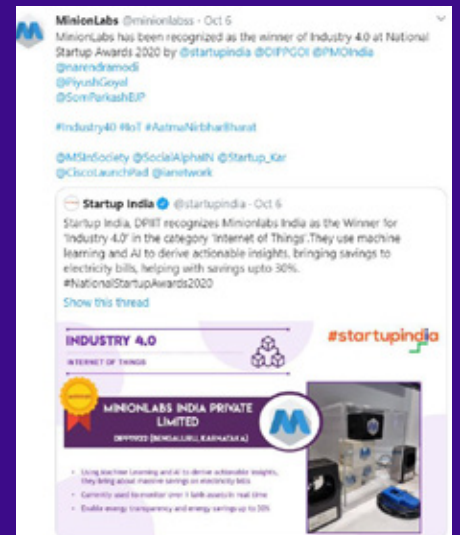 MinionLabs @minionlabss · Oct 6
MinionLabs has been recognized as the winner of Industry 4.0 at National
Startup Awards 2020 by @startupindia @DIPPGOI @PMOIndia
@narendramodi
@PiyushGoyal
@SomParkashBJP
#Industry40 #IoT #AatmaNirbharBharat
@MSInSociety @SocialAlphaIN @Startup_Kar
@CiscoLaunchPad @ianetwork
Startup India @startupindia · Oct 6
Startup India, DPIIT recognizes Minionlabs India as the Winner for
'Industry 4.0' in the category 'Internet of Things'.They use machine
learning and AI to derive actionable insights, bringing savings to
electricity bills, helping with savings upto 30%.
#NationalStartupAwards2020
Show this thread
INDUSTRY 4.0
INTERNET OF THINGS
#startupindia
MINIONLABS INDIA PRIVATE
LIMITED
(BENGALURU, KARNATAKA)
• Using Machine Learning and AI to derive actionable insights,
they bring about massive savings on electricity bills
• Currently used to monitor over 1 lakh assets in real time
• Enable energy transparency and energy savings up to 30%